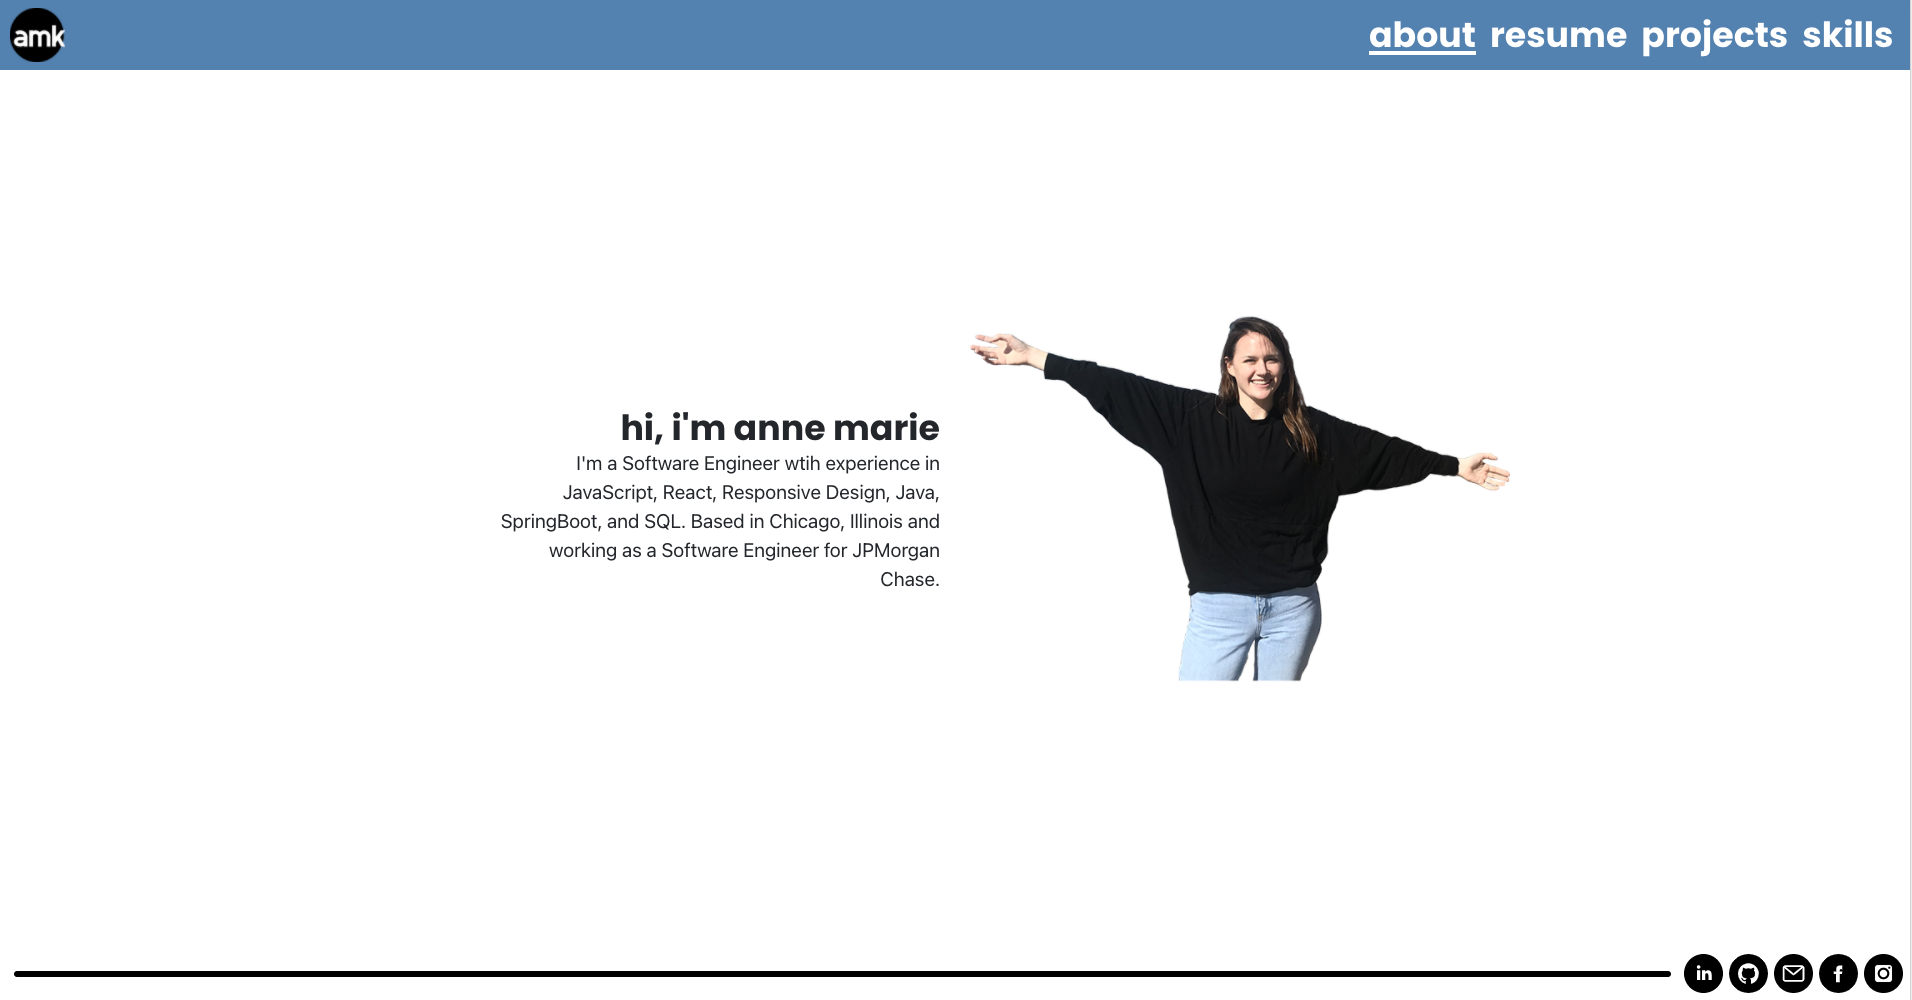 amk
about resume projects skills
hi, i'm anne marie
I'm a Software Engineer wtih experience in
JavaScript, React, Responsive Design, Java,
SpringBoot, and SQL. Based in Chicago, Illinois and
working as a Software Engineer for JPMorgan
Chase.
in
f